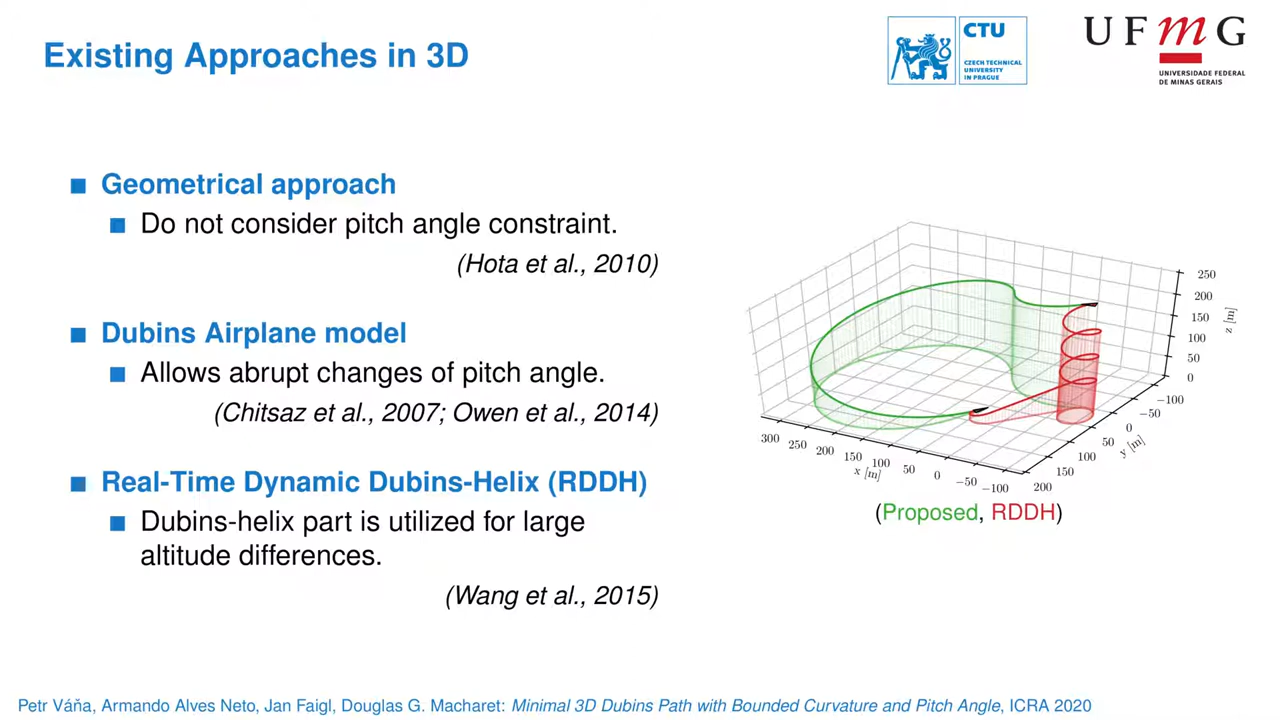 Existing Approaches in 3D
CTU
CZECH TECHNICAL
UNIVERSITY
IN PRAGUE
UFmG
UNIVERSIDADE FEDERAL
DE MINAS GERAIS
Geometrical approach
Do not consider pitch angle constraint.
(Hota et al., 2010)
Dubins Airplane model
Allows abrupt changes of pitch angle.
(Chitsaz et al., 2007; Owen et al., 2014)
Real-Time Dynamic Dubins-Helix (RDDH)
Dubins-helix part is utilized for large
altitude differences.
(Wang et al., 2015)
250
200
150
100
50
0
z [m]
−100
−50
0
50
100
150
200
y [m]
300
250
200
150
100
50
0
−50
−100
x [m]
(Proposed, RDDH)
Petr Váňa, Armando Alves Neto, Jan Faigl, Douglas G. Macharet: Minimal 3D Dubins Path with Bounded Curvature and Pitch Angle, ICRA 2020